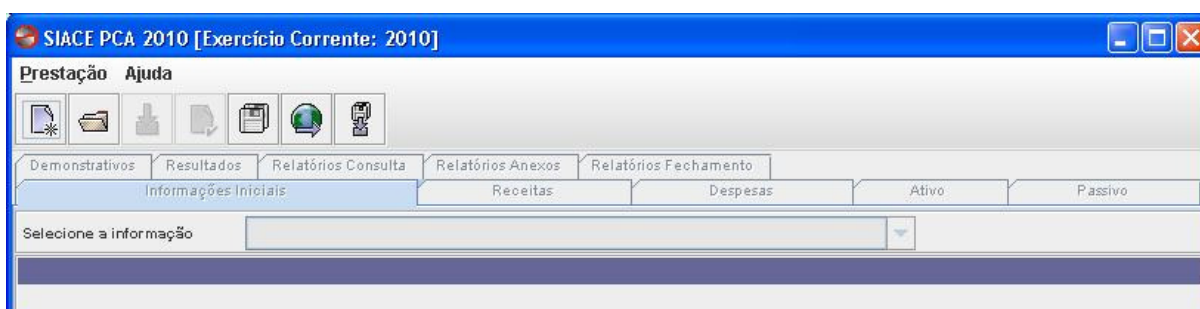 SIACE PCA 2010 [Exercício Corrente: 2010]
Prestação Ajuda
Demonstrativos Resultados Relatórios Consulta Relatórios Anexos Relatórios Fechamento
Informações Iniciais Receitas Despesas Ativo Passivo
Selecione a informação